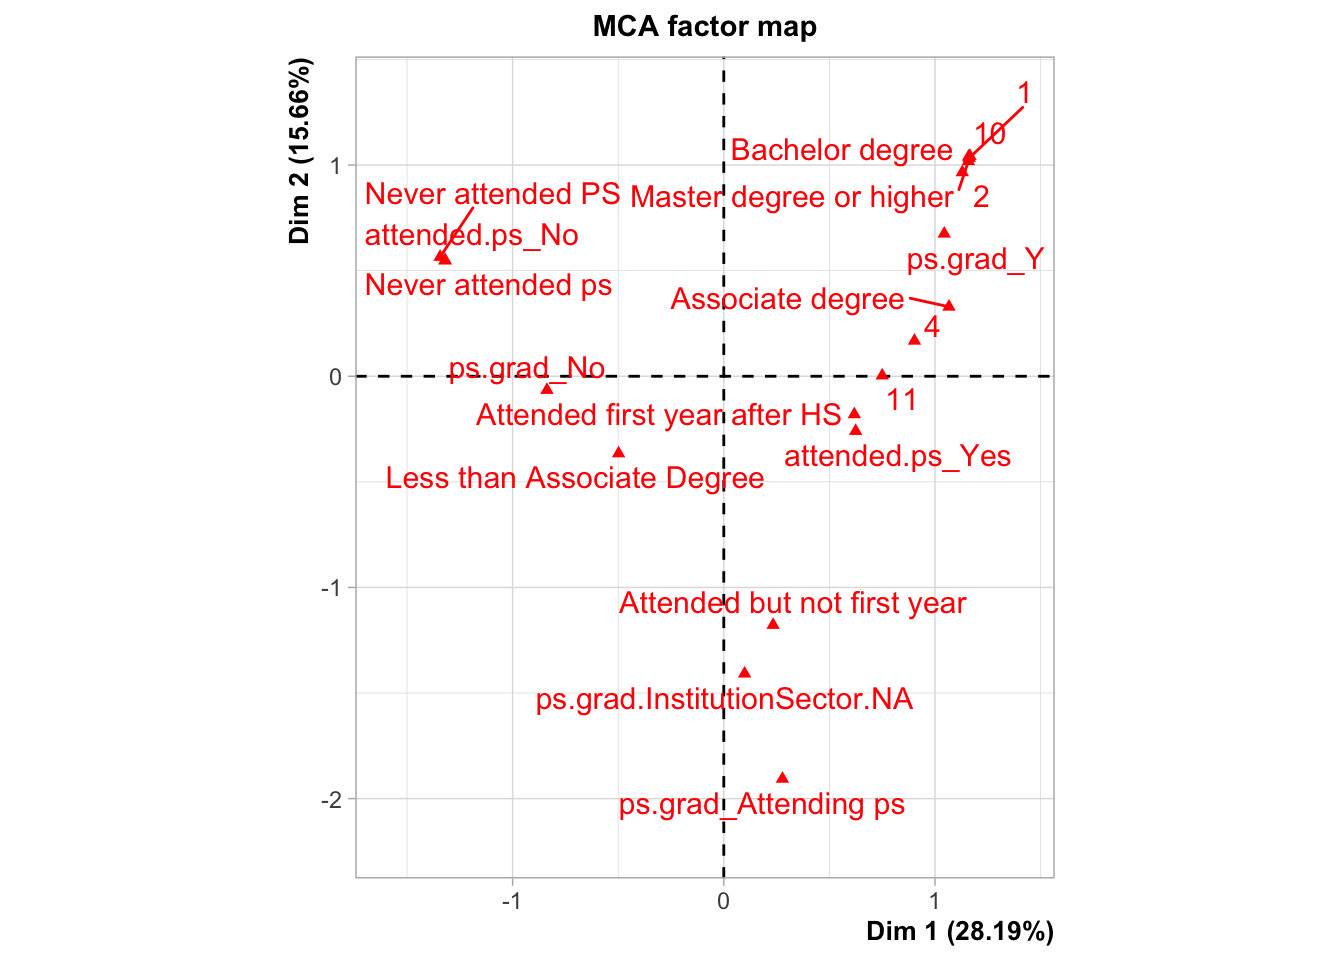 MCA factor map
Dim 2 (15.66%)
1
10
Bachelor degree
1
Never attended PS
Master degree or higher
2
attended.ps_No
ps.grad_Y
Never attended ps
Associate degree
4
ps.grad_No
0
11
Attended first year after HS
attended.ps_Yes
Less than Associate Degree
-1
Attended but not first year
ps.grad.InstitutionSector.NA
-2
ps.grad_Attending ps
-1
0
1
Dim 1 (28.19%)